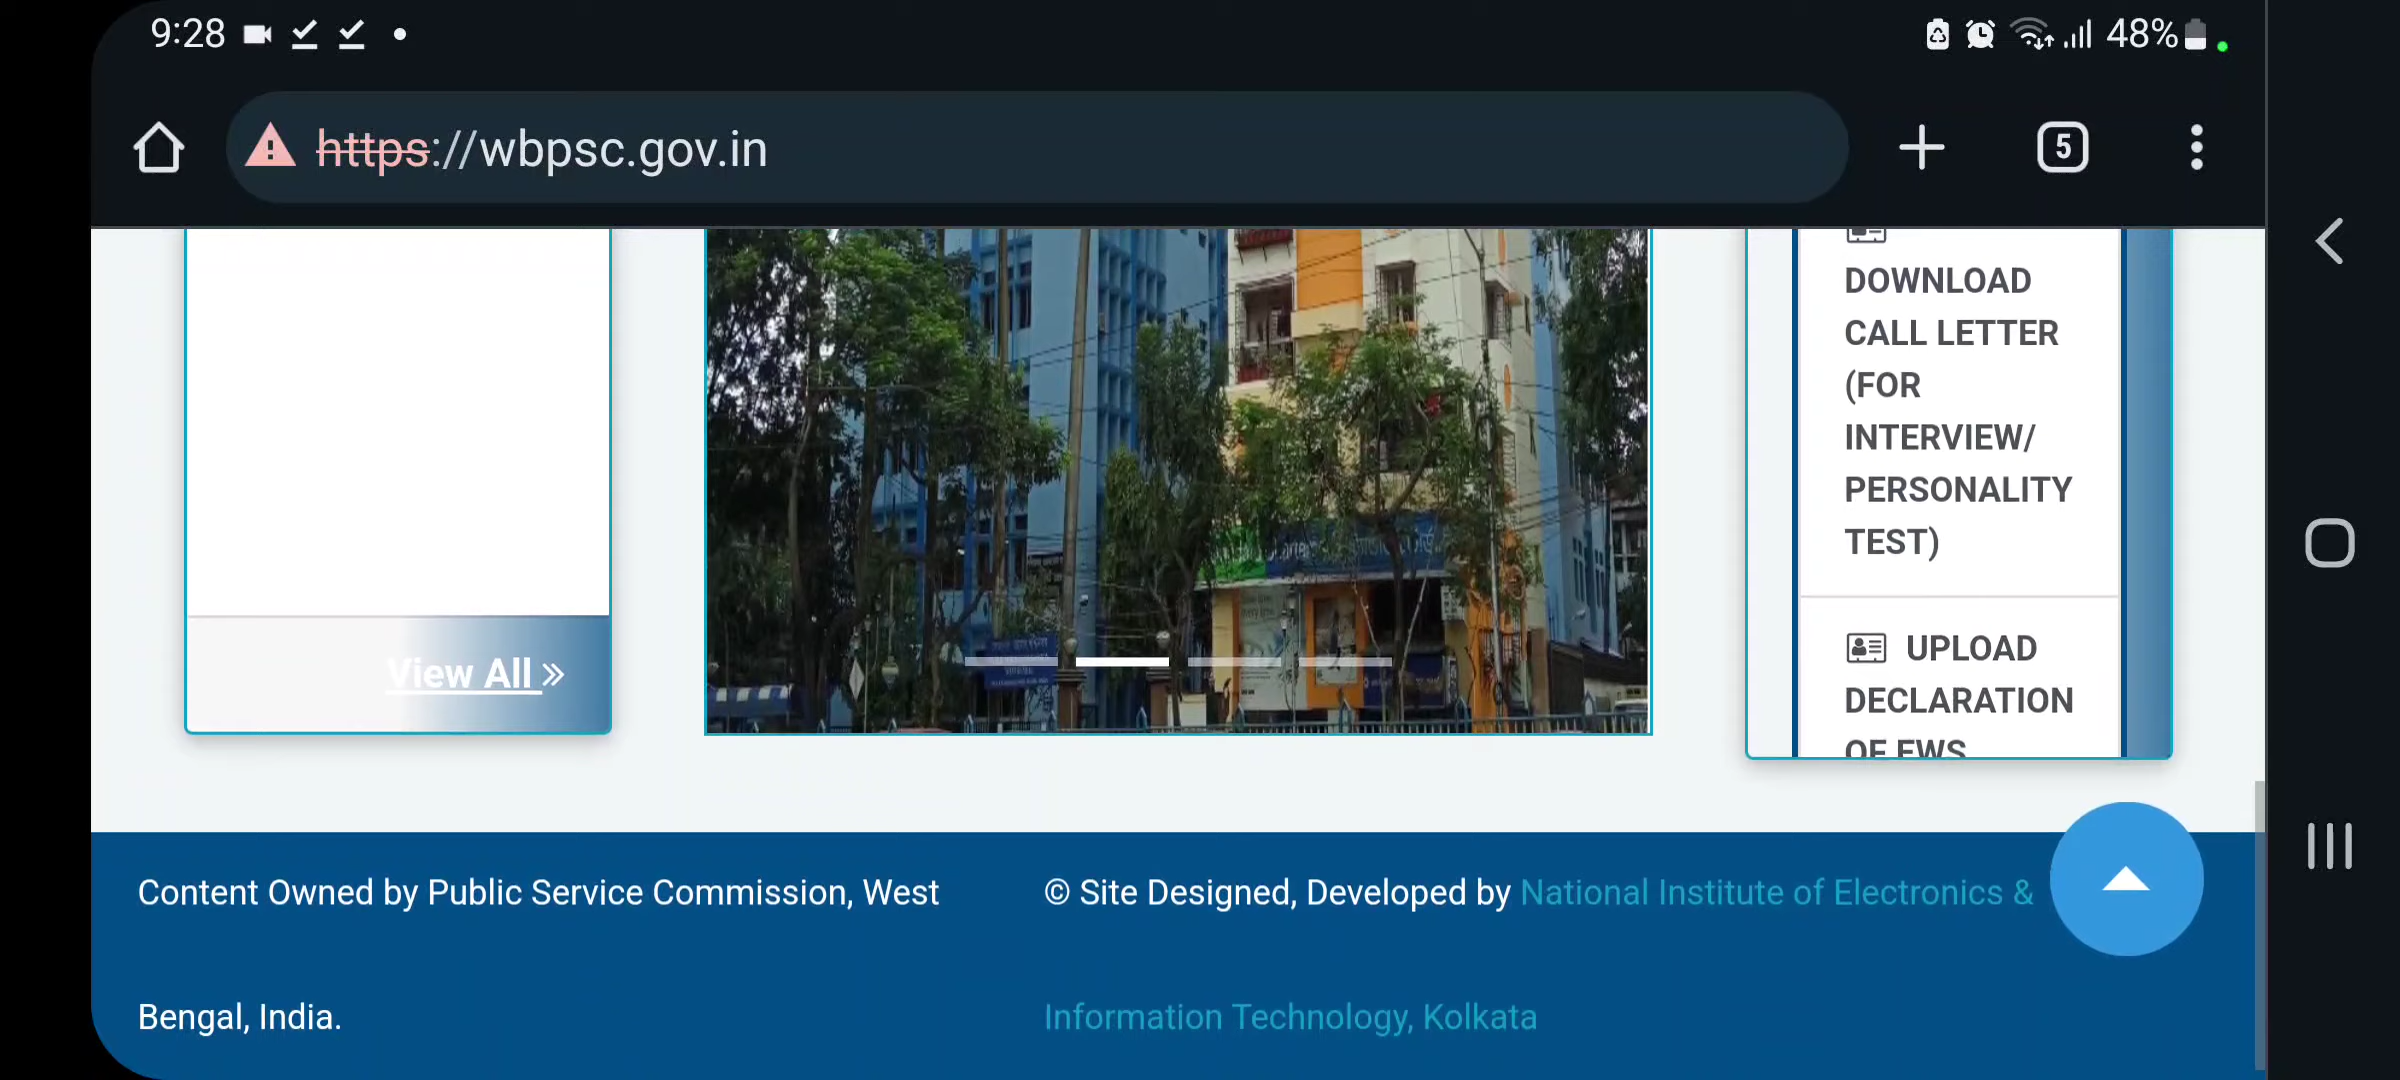 9:28
48%
https://wbpsc.gov.in
5
DOWNLOAD
CALL LETTER
(FOR
INTERVIEW/
PERSONALITY
TEST)
UPLOAD
DECLARATION
OF EWS
View All »
Content Owned by Public Service Commission, West
Bengal, India.
© Site Designed, Developed by National Institute of Electronics &
Information Technology, Kolkata